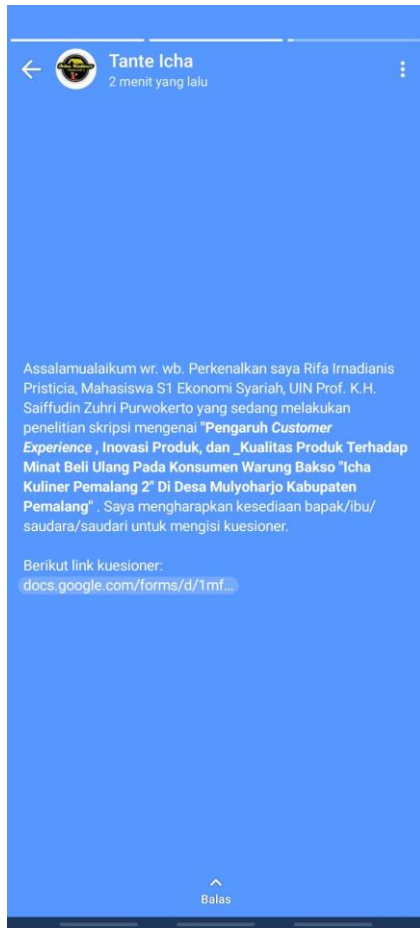 Tante Icha
2 menit yang lalu
Assalamualaikum wr. wb. Perkenalkan saya Rifa Irnadianis
Pristicia, Mahasiswa S1 Ekonomi Syariah, UIN Prof. K.H.
Saiffudin Zuhri Purwokerto yang sedang melakukan
penelitian skripsi mengenai "Pengaruh Customer
Experience , Inovasi Produk, dan _Kualitas Produk Terhadap
Minat Beli Ulang Pada Konsumen Warung Bakso "Icha
Kuliner Pemalang 2" Di Desa Mulyoharjo Kabupaten
Pemalang" . Saya mengharapkan kesediaan bapak/ibu/
saudara/saudari untuk mengisi kuesioner.
Berikut link kuesioner:
docs.google.com/forms/d/1mf...
Balas